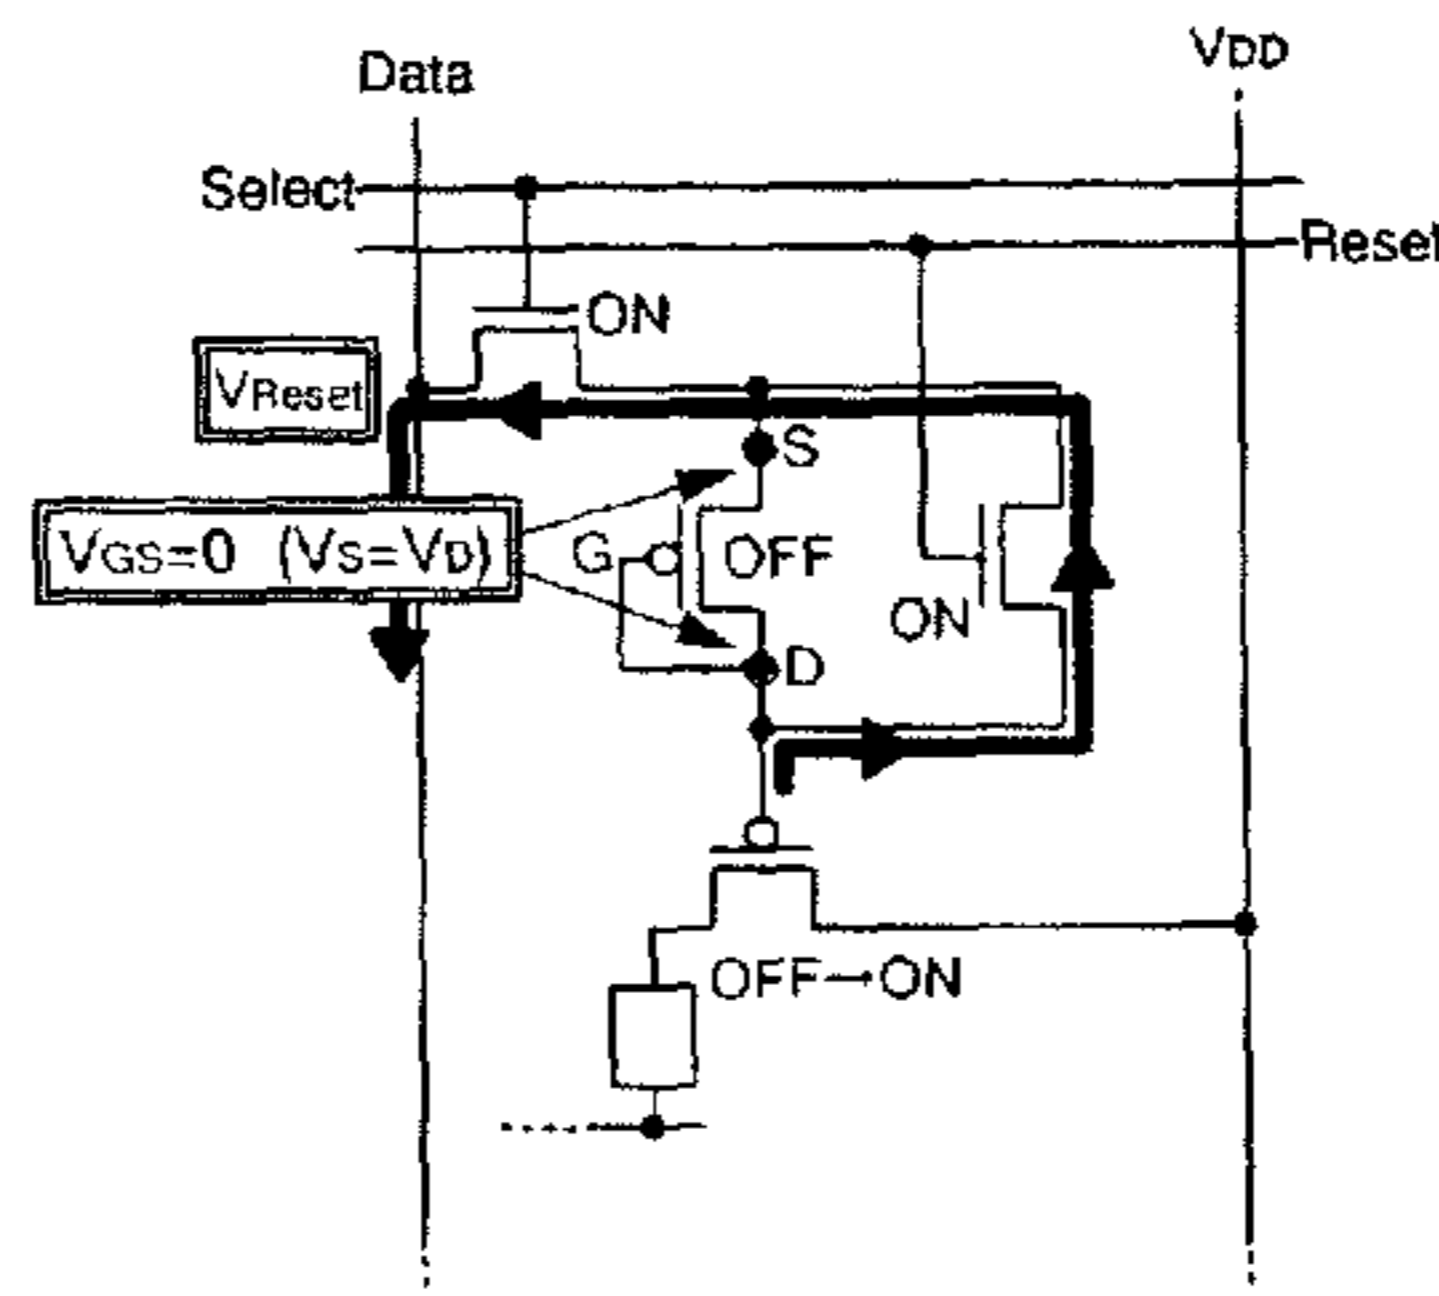 Data
VDD
Select
Reset
ON
VReset
S
VGS=0 (VS=VD)
G
OFF
ON
D
OFF→ON